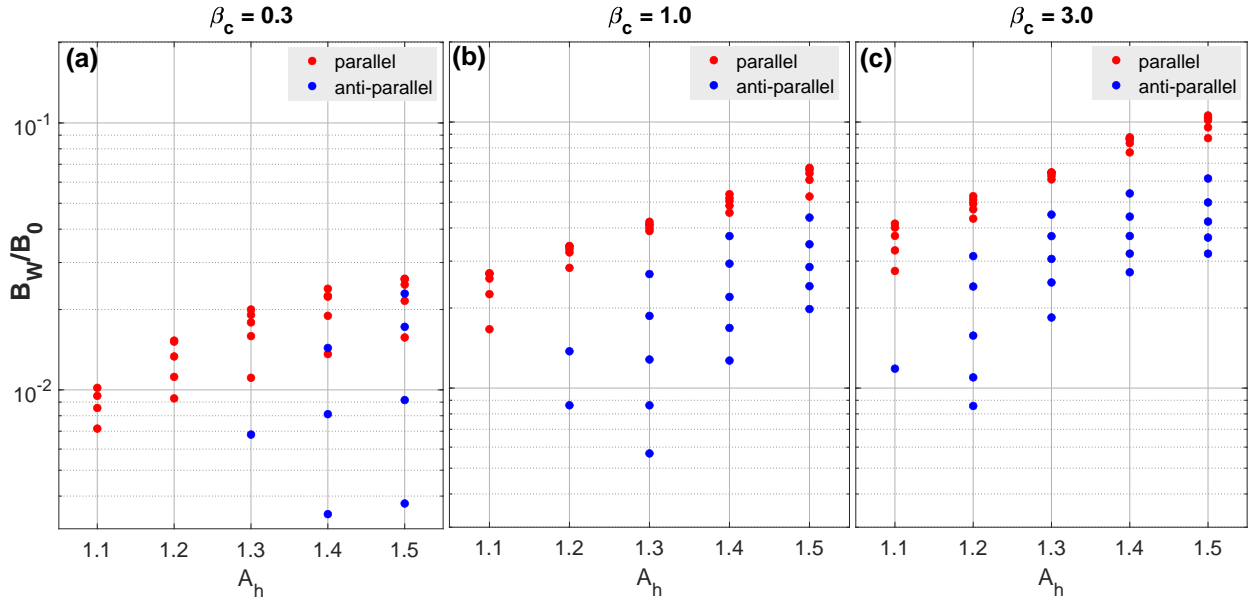 β_c = 0.3
β_c = 1.0
β_c = 3.0
(a)
parallel
anti-parallel
(b)
parallel
anti-parallel
(c)
parallel
anti-parallel
B_W/B_0
10^-1
10^-2
1.1 1.2 1.3 1.4 1.5
1.1 1.2 1.3 1.4 1.5
1.1 1.2 1.3 1.4 1.5
A_h
A_h
A_h